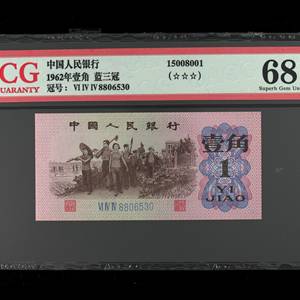 CG
GUARANTY
中国人民银行
1962年壹角 蓝三冠
冠号: VI IV IV 8806530
15008001
(☆☆☆)
68
Superb Gem Un
中国人民银行
壹角
1
YI
JIAO
VI IV IV 8806530